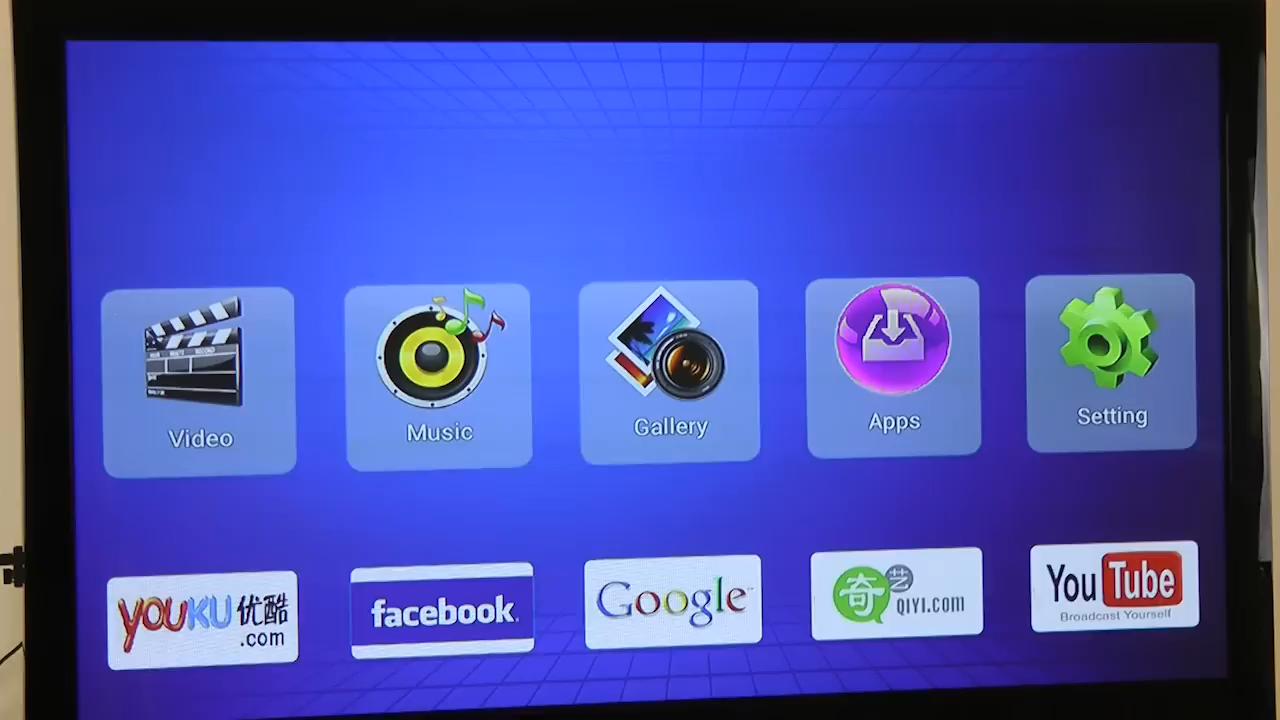 Video
Music
Gallery
Apps
Setting
YOUKU优酷
.com
facebook.
Google™
奇艺
QIYI.com
YouTube
Broadcast Yourself